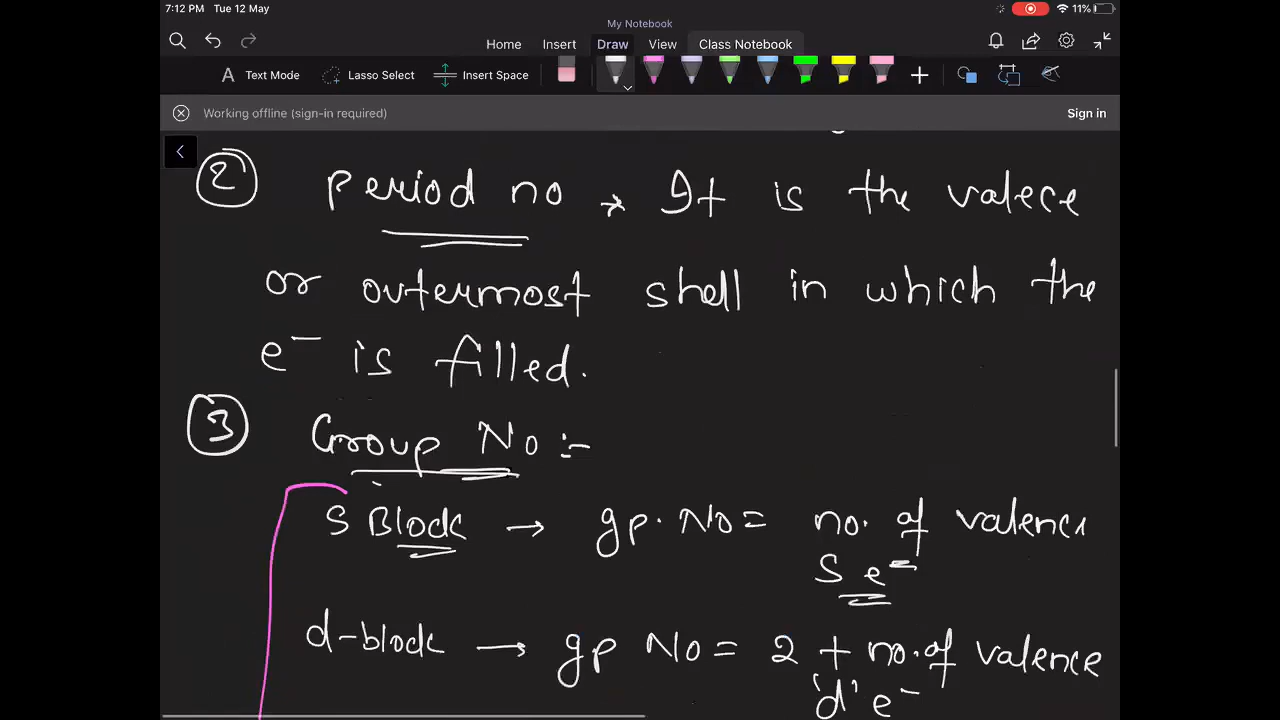 7:12 PM Tue 12 May
11%
My Notebook
Home Insert Draw View Class Notebook
Text Mode Lasso Select Insert Space
Working offline (sign-in required) Sign in
2 Period no → It is the valece
or outermost shell in which the
e⁻ is filled.
3 Group No :-
S Block → gp. No = no. of valence
S e⁻
d-block → gp No = 2 + no. of valence
'd' e⁻